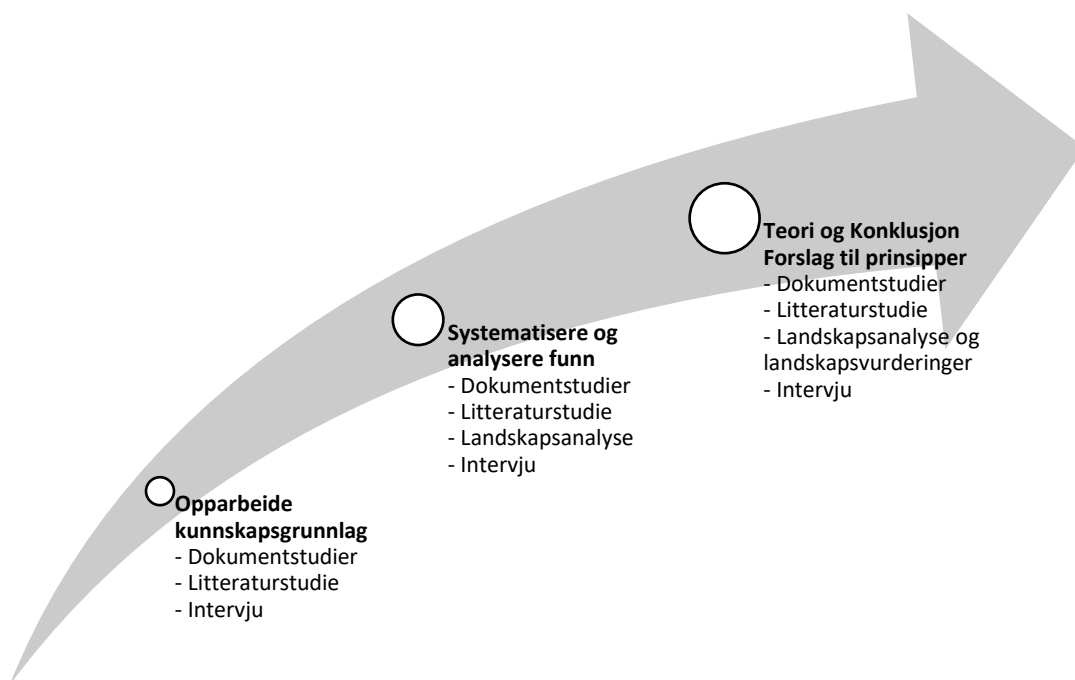 Opparbeide
kunnskapsgrunnlag
- Dokumentstudier
- Litteraturstudie
- Intervju
Systematisere og
analysere funn
- Dokumentstudier
- Litteraturstudie
- Landskapsanalyse
- Intervju
Teori og Konklusjon
Forslag til prinsipper
- Dokumentstudier
- Litteraturstudie
- Landskapsanalyse og
landskapsvurderinger
- Intervju